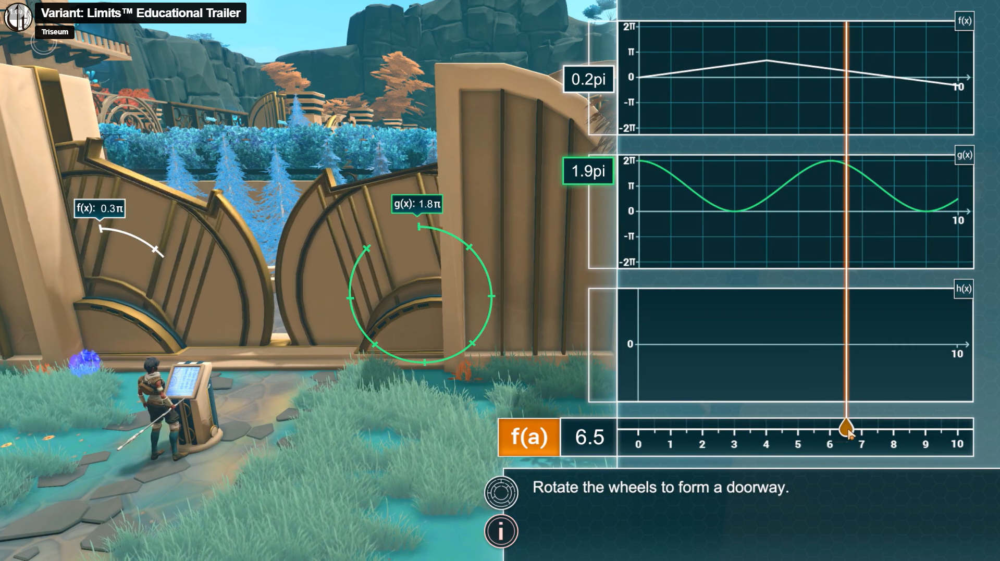 Variant: Limits™ Educational Trailer
Triseum
f(x)
2π
π
0
-π
-2π
10
0.2pi
g(x)
2π
π
0
-π
-2π
10
1.9pi
f(x): 0.3π
g(x): 1.8π
h(x)
0
10
f(a)
6.5
0 1 2 3 4 5 6 7 8 9 10
Rotate the wheels to form a doorway.
i